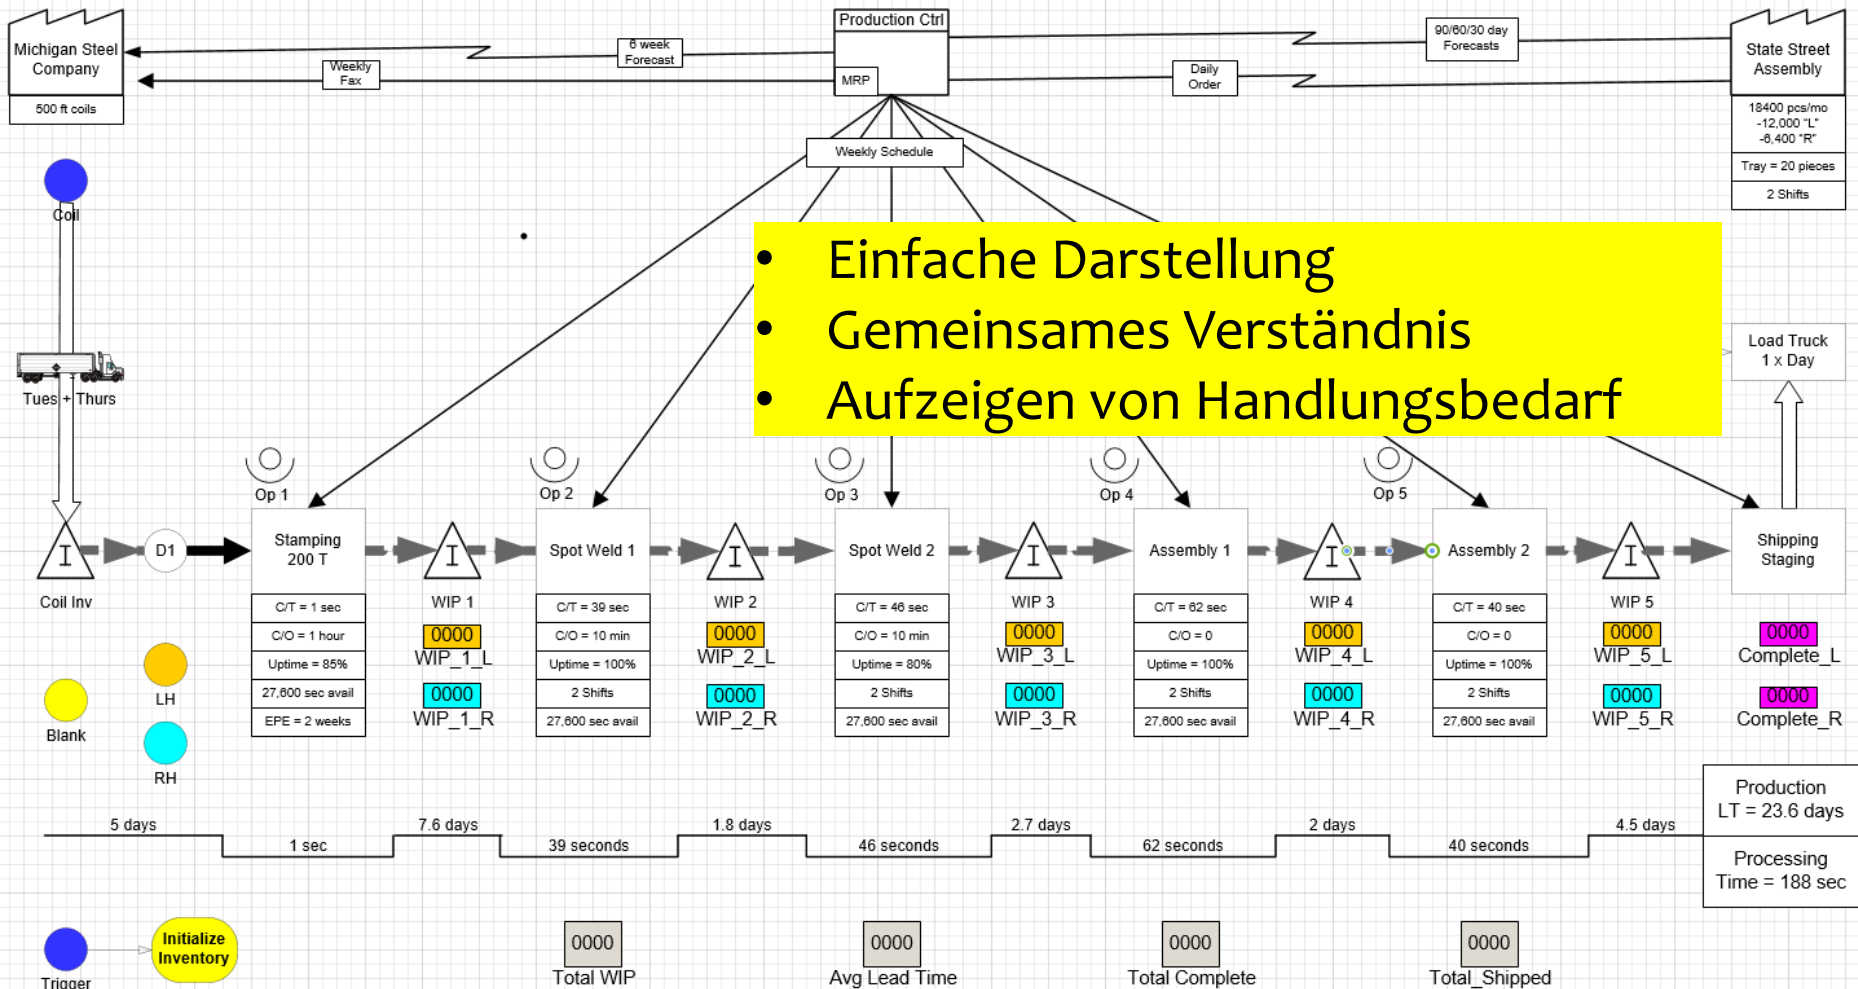 Michigan Steel
Company
500 ft coils
6 week
Forecast
Weekly
Fax
Production Ctrl
MRP
90/60/30 day
Forecasts
Daily
Order
State Street
Assembly
18400 pcs/mo
-12,000 "L"
-6,400 "R"
Tray = 20 pieces
2 Shifts
Weekly Schedule
Coil
Tues + Thurs
• Einfache Darstellung
• Gemeinsames Verständnis
• Aufzeigen von Handlungsbedarf
Load Truck
1 x Day
Op 1
Op 2
Op 3
Op 4
Op 5
I
Coil Inv
D1
Stamping
200 T
C/T = 1 sec
C/O = 1 hour
Uptime = 85%
27,600 sec avail
EPE = 2 weeks
I
WIP 1
0000
WIP_1_L
0000
WIP_1_R
Spot Weld 1
C/T = 39 sec
C/O = 10 min
Uptime = 100%
2 Shifts
27,600 sec avail
I
WIP 2
0000
WIP_2_L
0000
WIP_2_R
Spot Weld 2
C/T = 46 sec
C/O = 10 min
Uptime = 80%
2 Shifts
27,600 sec avail
I
WIP 3
0000
WIP_3_L
0000
WIP_3_R
Assembly 1
C/T = 62 sec
C/O = 0
Uptime = 100%
2 Shifts
27,600 sec avail
I
WIP 4
0000
WIP_4_L
0000
WIP_4_R
Assembly 2
C/T = 40 sec
C/O = 0
Uptime = 100%
2 Shifts
27,600 sec avail
I
WIP 5
0000
WIP_5_L
0000
WIP_5_R
Shipping
Staging
0000
Complete_L
0000
Complete_R
LH
Blank
RH
5 days
1 sec
7.6 days
39 seconds
1.8 days
46 seconds
2.7 days
62 seconds
2 days
40 seconds
4.5 days
Production
LT = 23.6 days
Processing
Time = 188 sec
Trigger
Initialize
Inventory
0000
Total WIP
0000
Avg Lead Time
0000
Total Complete
0000
Total_Shipped